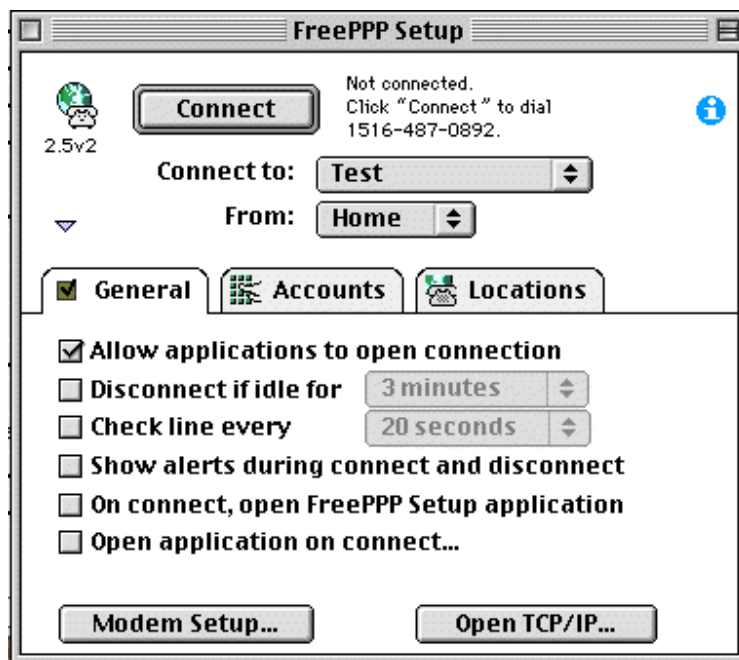 FreePPP Setup
Connect
Not connected.
Click "Connect" to dial
1516-487-0892.
2.5v2
Connect to: Test
From: Home
General Accounts Locations
Allow applications to open connection
Disconnect if idle for 3 minutes
Check line every 20 seconds
Show alerts during connect and disconnect
On connect, open FreePPP Setup application
Open application on connect...
Modem Setup... Open TCP/IP...